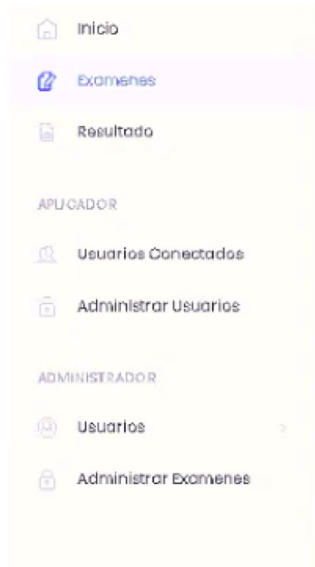 Inicio
Examenes
Resultado
APLICADOR
Usuarios Conectados
Administrar Usuarios
ADMINISTRADOR
Usuarios
Administrar Examenes